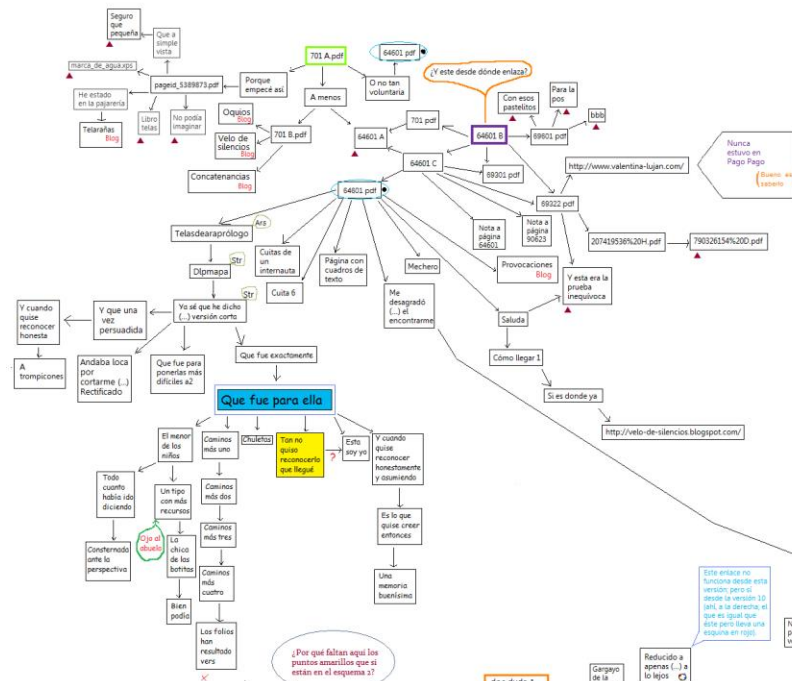 Seguro
que
pequeña
Que a
simple
vista
marca_de_agua.xps
pageid_5389873.pdf
Porque
empecé así
701 A.pdf
64601 pdf
O no tan
voluntaria
¿Y este desde dónde enlaza?
A menos
He estado
en la pajarería
Telarañas
Blog
Libro
telas
No podía
imaginar
Oquios
Blog
Velo de
silencios
Blog
701 B.pdf
Concatenancias
Blog
64601 A
701 pdf
64601 B
Con esos
pastelitos
Para la
pos
bbb
69601.pdf
64601 C
69301.pdf
http://www.valentina-lujan.com/
Nunca
estuvo en
Pago Pago
saberlo
64601 pdf
69322.pdf
207419536%20H.pdf
790326154%20D.pdf
Nota a
página
64601
Nota a
página
90623
Telasdearaprólogo
Ara
Cuitas de
un
internauta
Cuita 6
Página con
cuadros de
texto
Mechero
Provocaciones
Blog
Y esta era la
prueba
inequívoca
Dlpmapa
Str
Me
desagradó
(...) el
encontrarme
Saluda
Ya sé que he dicho
(...) versión corta
Str
Y que una
vez
persuadida
Y cuando
quise
reconocer
honesta
A
trompicones
Andaba loca
por
cortarme (...)
Rectificado
Que fue para
ponerlas más
difíciles a2
Que fue exactamente
Cómo llegar 1
Si es donde ya
http://velo-de-silencios.blogspot.com/
Que fue para ella
El menor
de los
niños
Caminos
más uno
Chuletas
Tan no
quiso
reconocerlo
que llegué
?
Esta
soy yo
Y cuando
quise
reconocer
honestamente
y asumiendo
Todo
cuanto
había ido
diciendo
Un tipo
con más
recursos
Caminos
más dos
Ojo al
abuelo
Consternada
ante la
perspectiva
La
chica
de las
botitas
Caminos
más tres
Es lo que
quise creer
entonces
Bien
podía
Caminos
más
cuatro
Una
memoria
buenísima
Los folios
han
resultado
vers
¿Por qué faltan aquí los
puntos amarillos que sí
están en el esquema 2?
Este enlace no
funciona desde esta
versión; pero sí
desde la versión 10
(ahí, a la derecha, el
que es igual que
éste pero lleva una
esquina en rojo).
Gargayo
de la
Reducido a
apenas (...) a
lo lejos